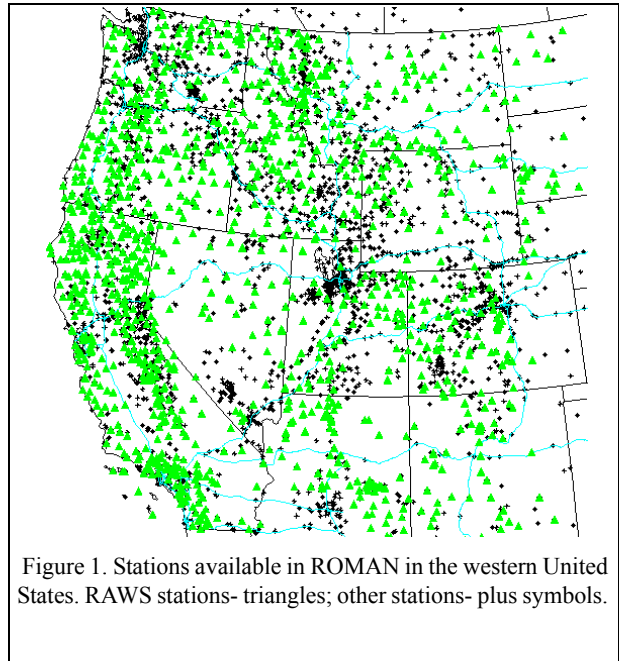 Figure 1. Stations available in ROMAN in the western United
States. RAWS stations- triangles; other stations- plus symbols.